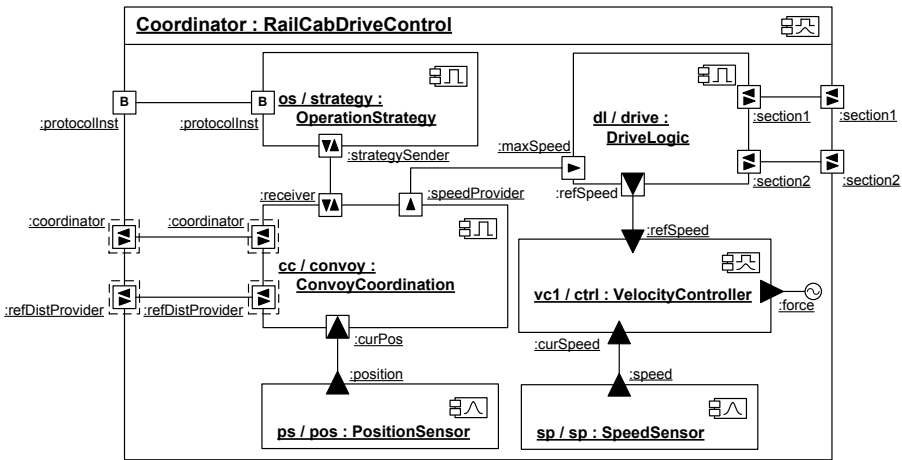 Coordinator : RailCabDriveControl
B
B
os / strategy :
OperationStrategy
:protocolInst
:protocolInst
:strategySender
dl / drive :
DriveLogic
:section1
:section1
:section2
:section2
:maxSpeed
:refSpeed
:receiver
:speedProvider
:coordinator
:coordinator
cc / convoy :
ConvoyCoordination
:refDistProvider
:refDistProvider
:curPos
:refSpeed
vc1 / ctrl : VelocityController
:force
:curSpeed
:position
:speed
ps / pos : PositionSensor
sp / sp : SpeedSensor